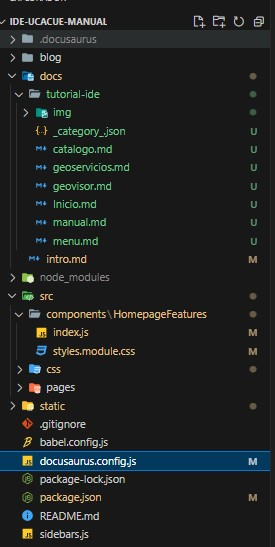 IDE-UCACUE-MANUAL
.docusaurus
blog
docs
tutorial-ide
img
_category_.json
catalogo.md
geoservicios.md
geovisor.md
Inicio.md
manual.md
menu.md
intro.md M
node_modules
src
components\HomepageFeatures
index.js M
styles.module.css M
css
pages
static
.gitignore
babel.config.js
docusaurus.config.js M
package-lock.json
package.json M
README.md
sidebars.js